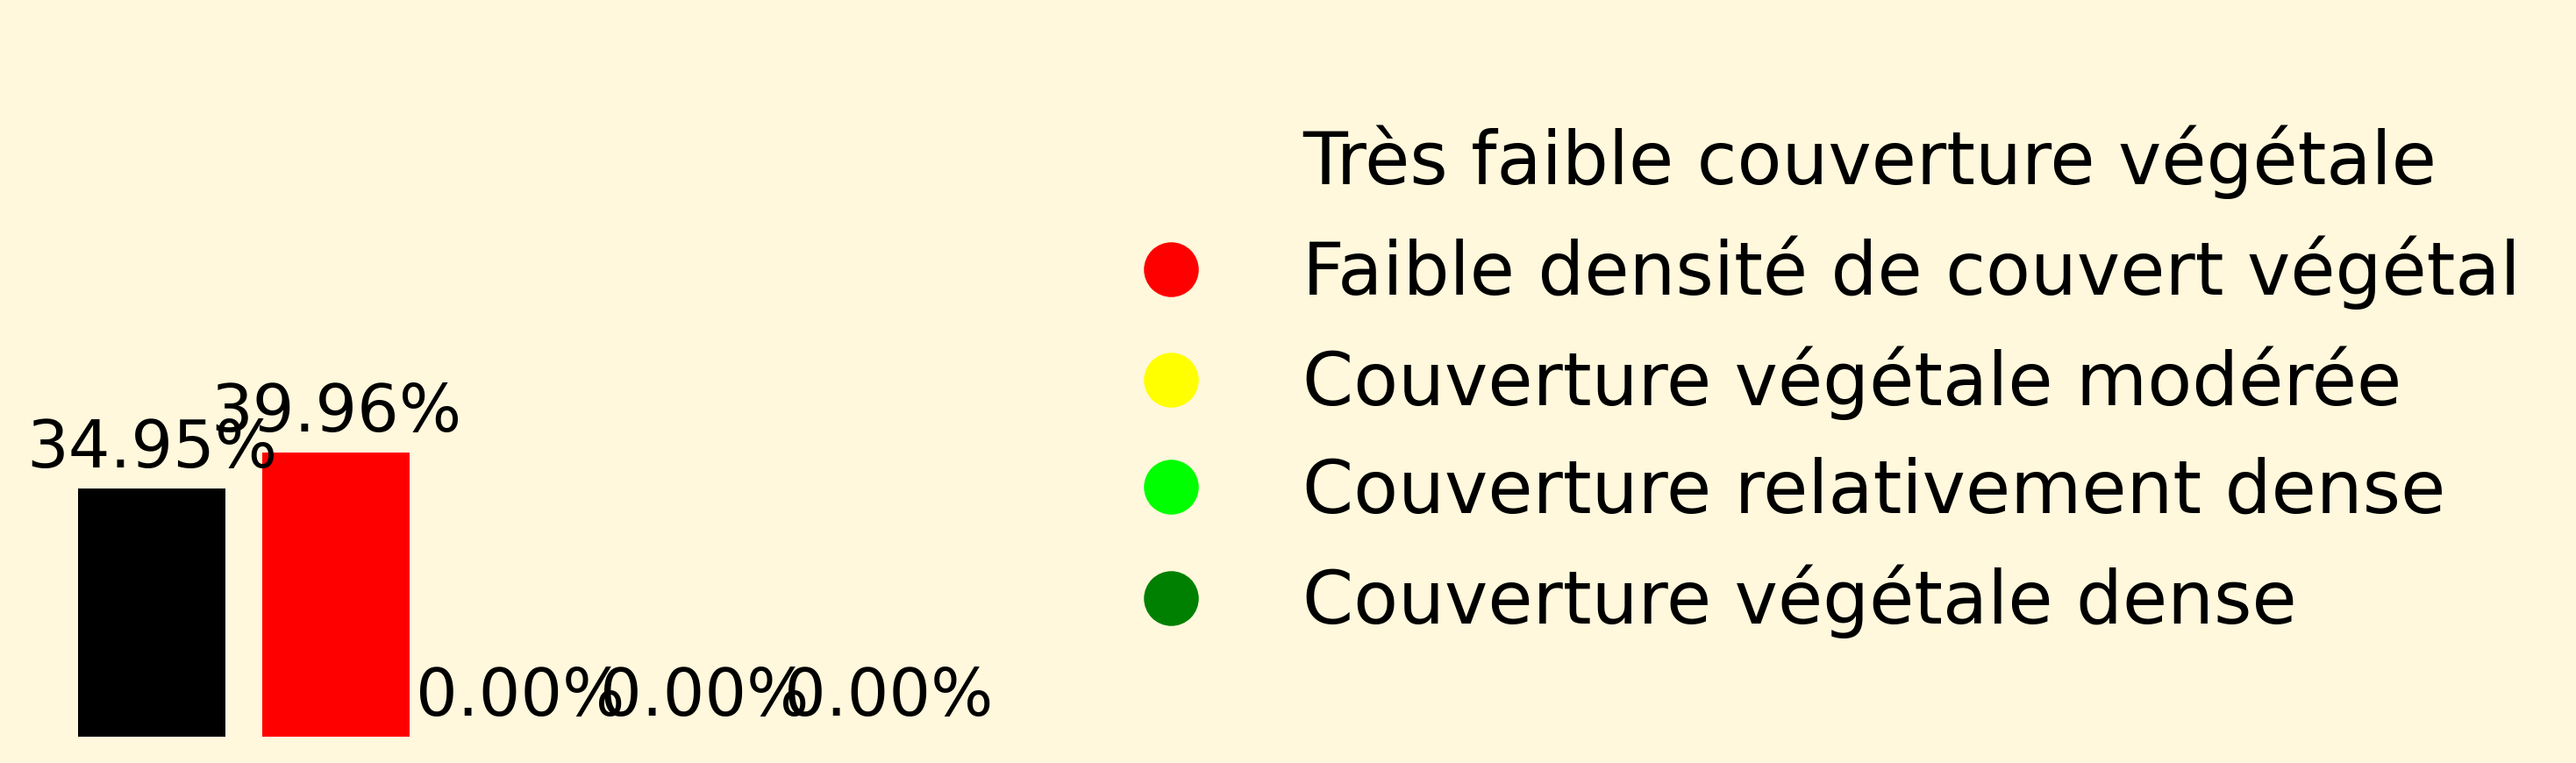 39.96%
34.95%
0.00% 0.00% 0.00%
Très faible couverture végétale
Faible densité de couvert végétal
Couverture végétale modérée
Couverture relativement dense
Couverture végétale dense